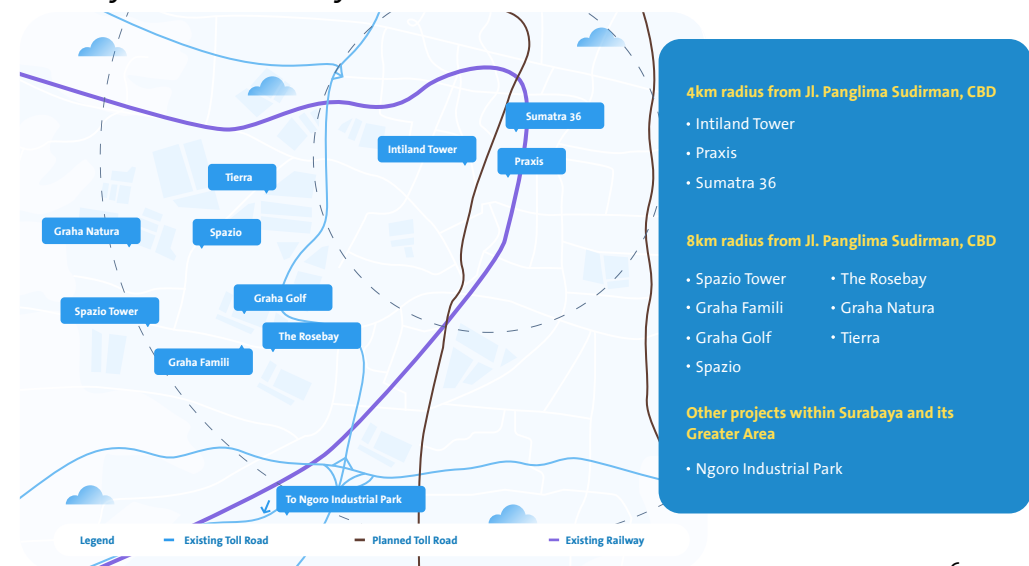 Sumatra 36
Intiland Tower
Praxis
Tierra
Graha Natura
Spazio
Graha Golf
Spazio Tower
The Rosebay
Graha Famili
To Ngoro Industrial Park
Legend
Existing Toll Road
Planned Toll Road
Existing Railway
4km radius from Jl. Panglima Sudirman, CBD
• Intiland Tower
• Praxis
• Sumatra 36
8km radius from Jl. Panglima Sudirman, CBD
• Spazio Tower
• Graha Famili
• Graha Golf
• Spazio
• The Rosebay
• Graha Natura
• Tierra
Other projects within Surabaya and its
Greater Area
• Ngoro Industrial Park